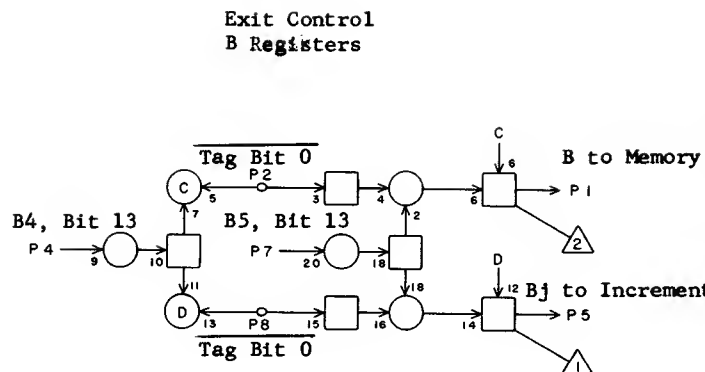 Exit Control
B Registers
Tag Bit 0
P2
C
C
B to Memory
5
3
4
6
6
P1
7
2
B4, Bit 13
B5, Bit 13
P4
9
10
P7
20
18
2
11
18
D
D
12
Bj to Increment
13
P8
15
16
14
P5
Tag Bit 0
1